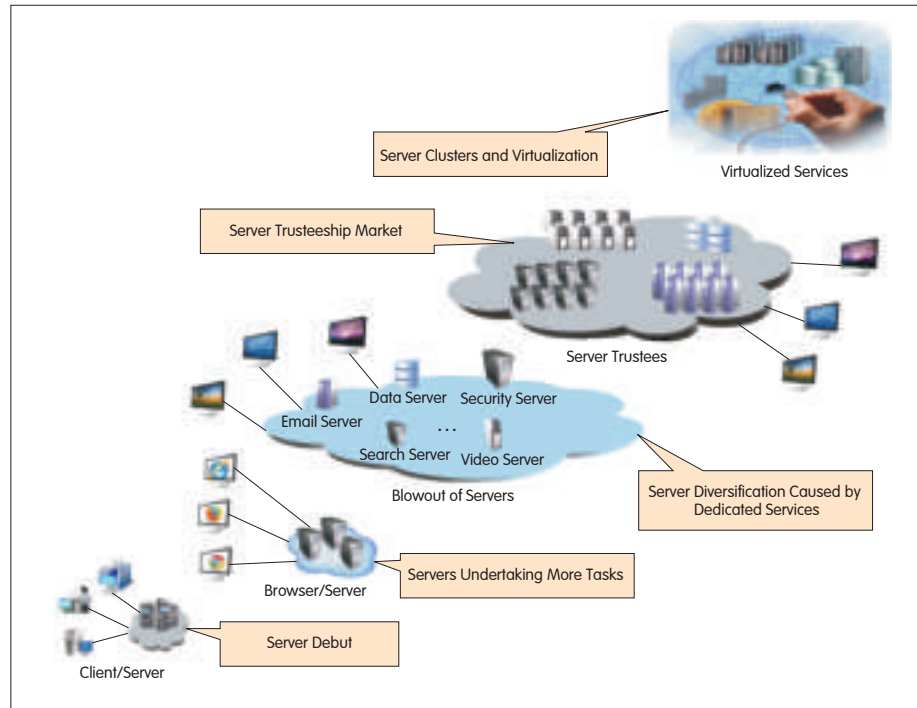 Server Clusters and Virtualization
Virtualized Services
Server Trusteeship Market
Server Trustees
Data Server
Security Server
Email Server
...
Search Server
Video Server
Blowout of Servers
Server Diversification Caused by
Dedicated Services
Browser/Server
Servers Undertaking More Tasks
Server Debut
Client/Server